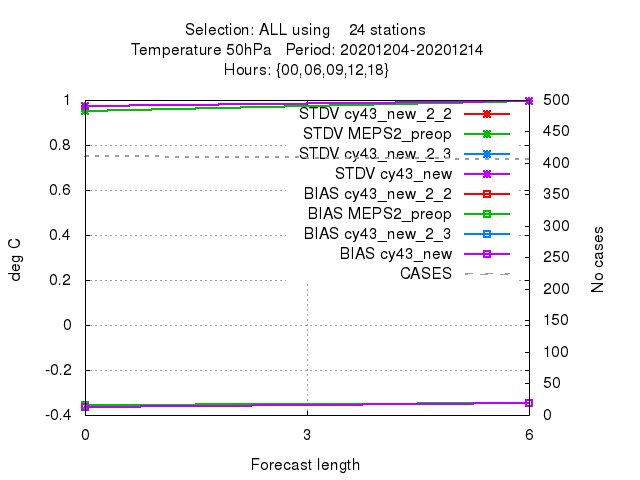 Selection: ALL using    24 stations
Temperature 50hPa   Period: 20201204-20201214
Hours: {00,06,09,12,18}
1
0.8
0.6
0.4
0.2
0
-0.2
-0.4
deg C
STDV cy43_new_2_2
STDV MEPS2_preop
STDV cy43_new_2_3
STDV cy43_new
BIAS cy43_new_2_2
BIAS MEPS2_preop
BIAS cy43_new_2_3
BIAS cy43_new
CASES
500
450
400
350
300
250
200
150
100
50
0
No cases
0
3
6
Forecast length